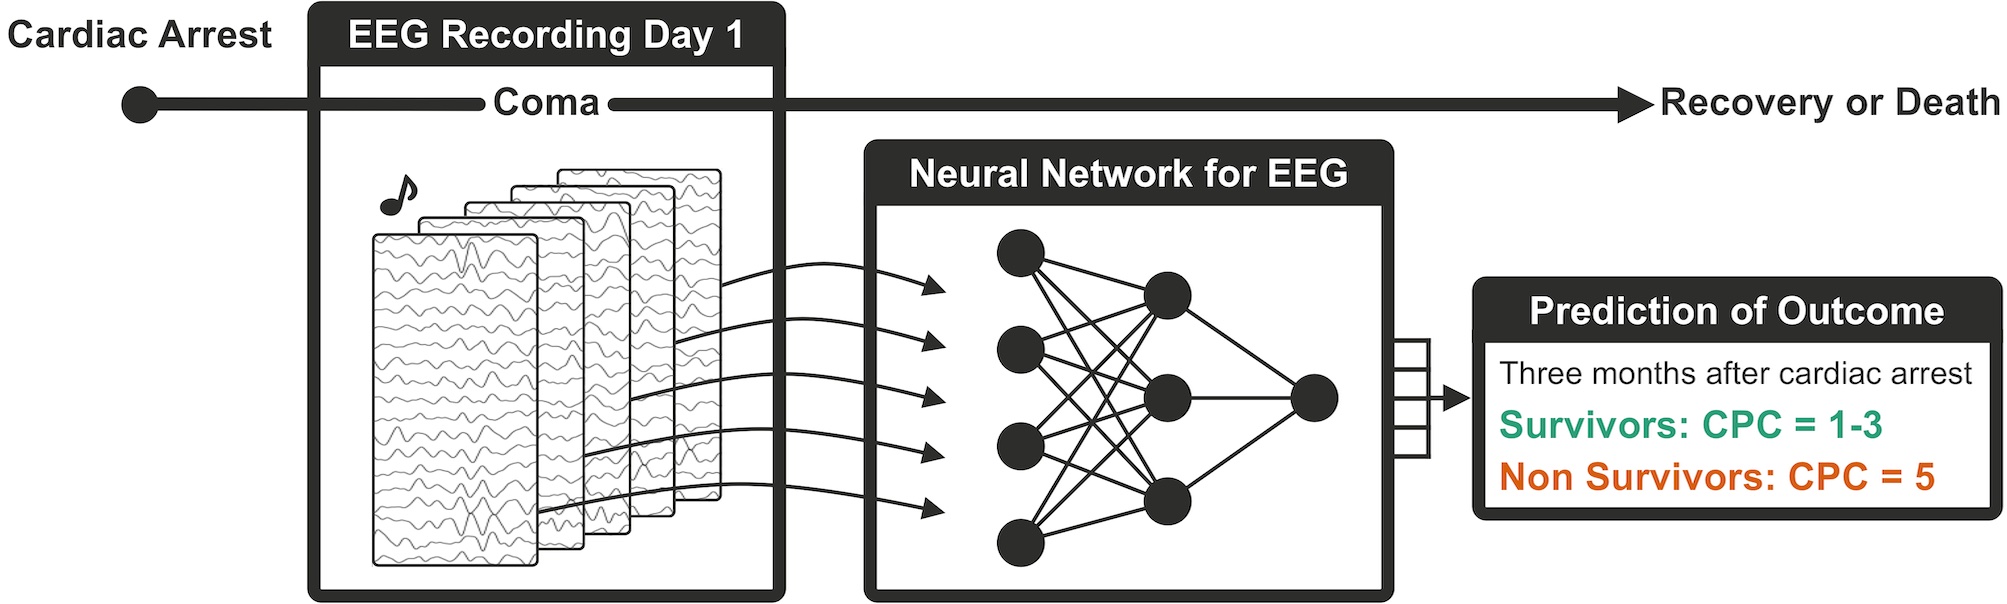 Cardiac Arrest
EEG Recording Day 1
Coma
Recovery or Death
Neural Network for EEG
Prediction of Outcome
Three months after cardiac arrest
Survivors: CPC = 1-3
Non Survivors: CPC = 5